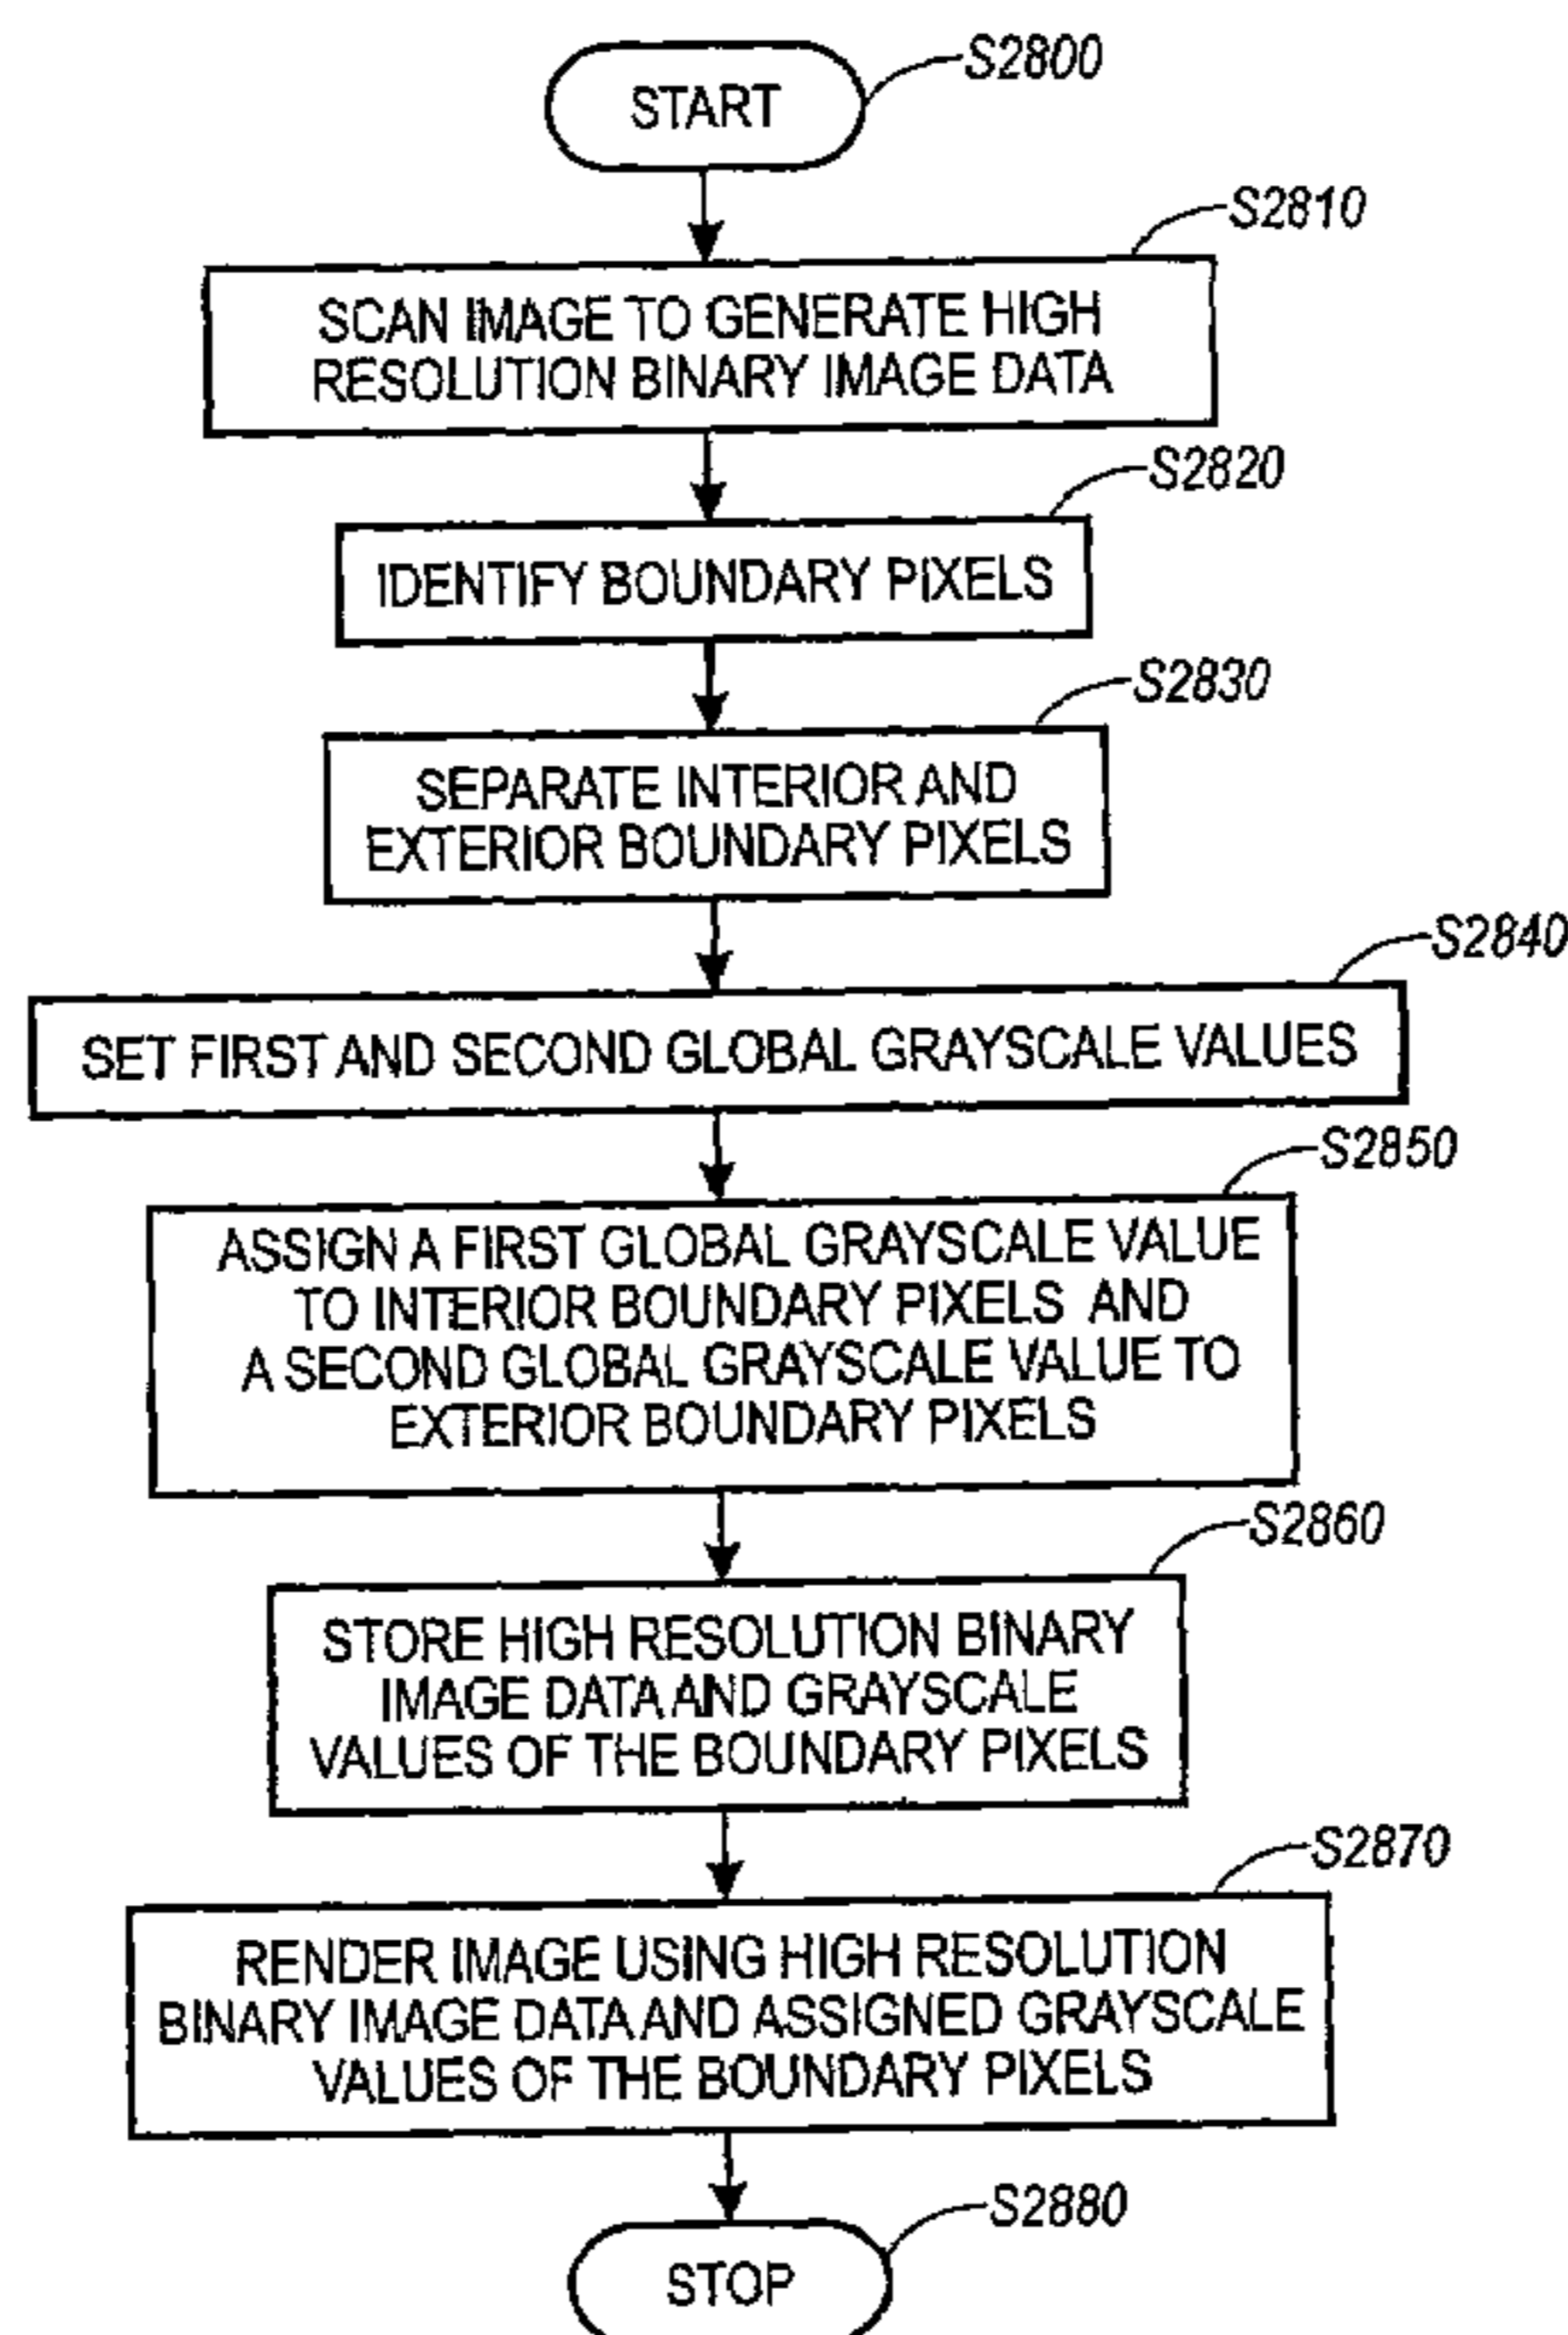 START
S2800
S2810
SCAN IMAGE TO GENERATE HIGH
RESOLUTION BINARY IMAGE DATA
S2820
IDENTIFY BOUNDARY PIXELS
S2830
SEPARATE INTERIOR AND
EXTERIOR BOUNDARY PIXELS
S2840
SET FIRST AND SECOND GLOBAL GRAYSCALE VALUES
S2850
ASSIGN A FIRST GLOBAL GRAYSCALE VALUE
TO INTERIOR BOUNDARY PIXELS AND
A SECOND GLOBAL GRAYSCALE VALUE TO
EXTERIOR BOUNDARY PIXELS
S2860
STORE HIGH RESOLUTION BINARY
IMAGE DATA AND GRAYSCALE
VALUES OF THE BOUNDARY PIXELS
S2870
RENDER IMAGE USING HIGH RESOLUTION
BINARY IMAGE DATA AND ASSIGNED GRAYSCALE
VALUES OF THE BOUNDARY PIXELS
S2880
STOP